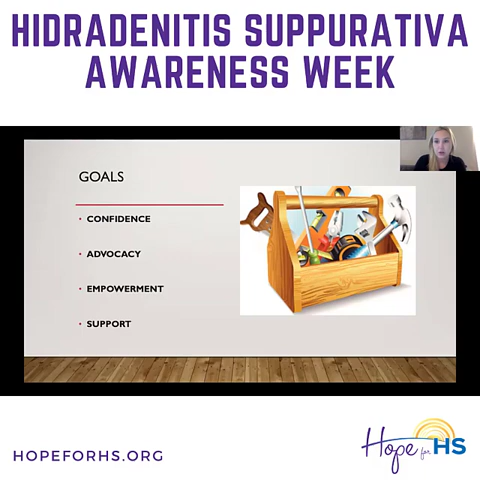 HIDRADENITIS SUPPURATIVA
AWARENESS WEEK
GOALS
• CONFIDENCE
• ADVOCACY
• EMPOWERMENT
• SUPPORT
HOPEFORHS.ORG
Hope for HS